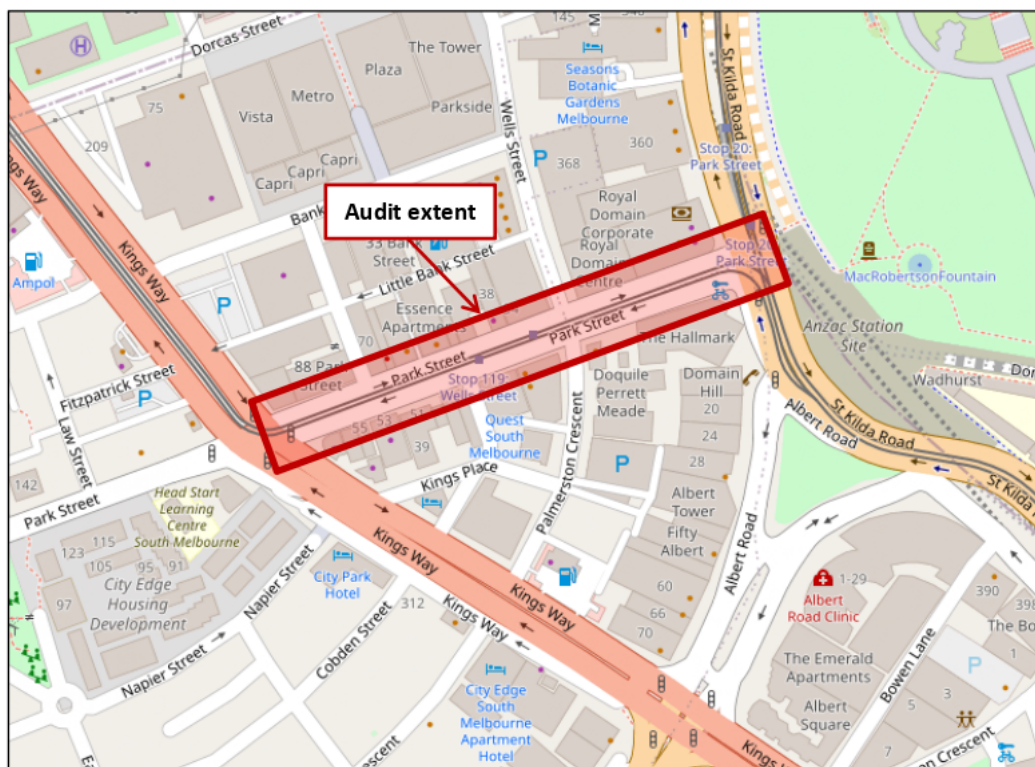 Dorcas Street
The Tower
Plaza
Metro
Vista
Parkside
Capri
Capri
Capri
75
209
145
Seasons
Botanic
Gardens
Melbourne
Wells Street
P
368
360
St Kilda Road
Stop 20:
Park Street
Royal
Domain
Corporate
Royal
Domain
Centre
Stop 20:
Park Street
MacRobertsonFountain
Anzac Station
Site
Wadhurst
Kings Way
Kings Way
Ampol
H
Audit extent
33 Bank
Street
Little Bank Street
38
Essence
Apartments
70
88 Park
Street
Park Street
Park Street
Stop 119:
Wells Street
The Hallmark
P
Fitzpatrick Street
P
Law Street
142
Park Street
55
53
51
39
Quest
South
Melbourne
Kings Place
Palmerston Crescent
Doquile
Perrett
Meade
P
Domain
Hill
20
24
28
Albert
Tower
Fifty
Albert
60
66
70
Albert Road
Albert Road
St Kilda Road
Head Start
Learning
Centre
South Melbourne
123
115
105
95
91
97
City Edge
Housing
Development
Napier Street
Napier Street
City Park
Hotel
312
Cobden Street
Kings Way
Kings Way
Kings Way
City Edge
South
Melbourne
Apartment
Hotel
1-29
Albert
Road Clinic
390
The Emerald
Apartments
Albert
Square
Bowen Lane
P
1
3
5
7